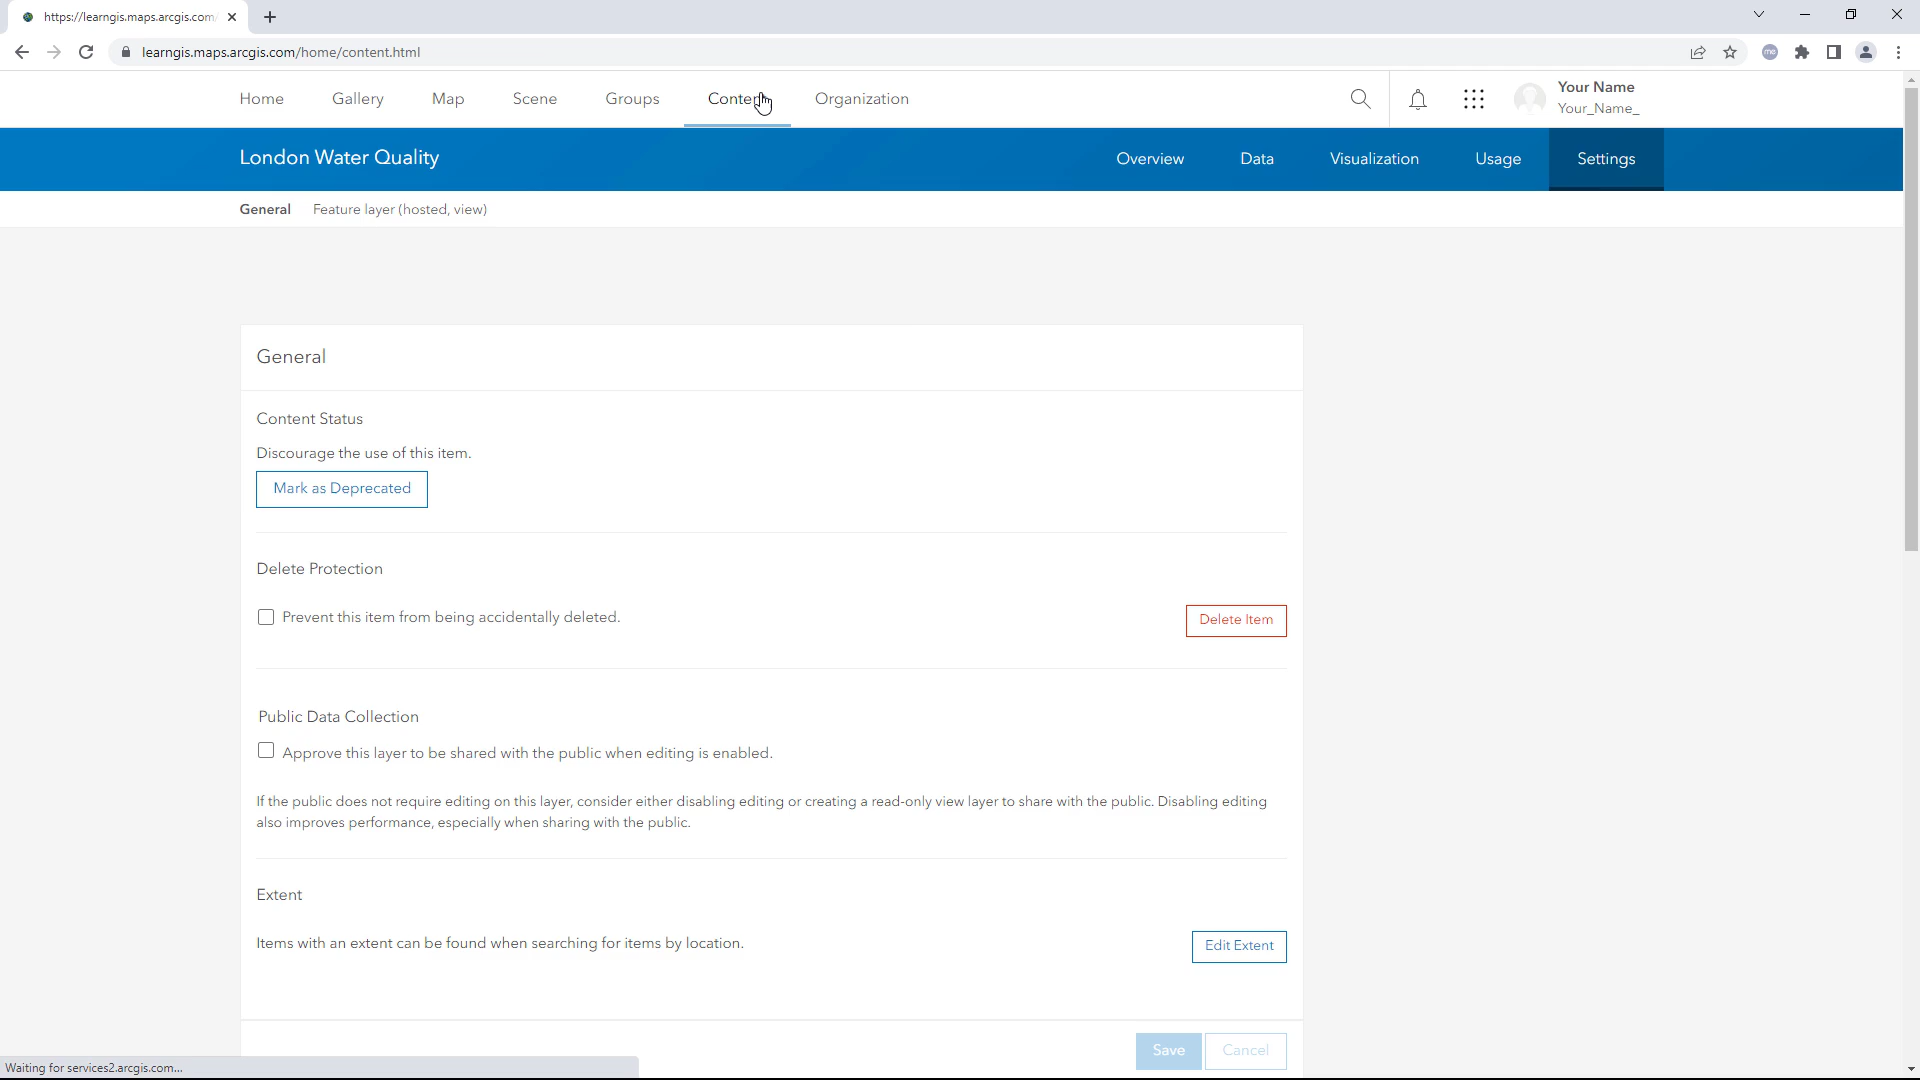 https://learngis.maps.arcgis.com/
learngis.maps.arcgis.com/home/content.html
me
Home Gallery Map Scene Groups Content Organization
Your Name
Your_Name_
London Water Quality
Overview Data Visualization Usage Settings
General Feature layer (hosted, view)
General
Content Status
Discourage the use of this item.
Mark as Deprecated
Delete Protection
Prevent this item from being accidentally deleted.
Delete Item
Public Data Collection
Approve this layer to be shared with the public when editing is enabled.
If the public does not require editing on this layer, consider either disabling editing or creating a read-only view layer to share with the public. Disabling editing
also improves performance, especially when sharing with the public.
Extent
Items with an extent can be found when searching for items by location.
Edit Extent
Save Cancel
Waiting for services2.arcgis.com...